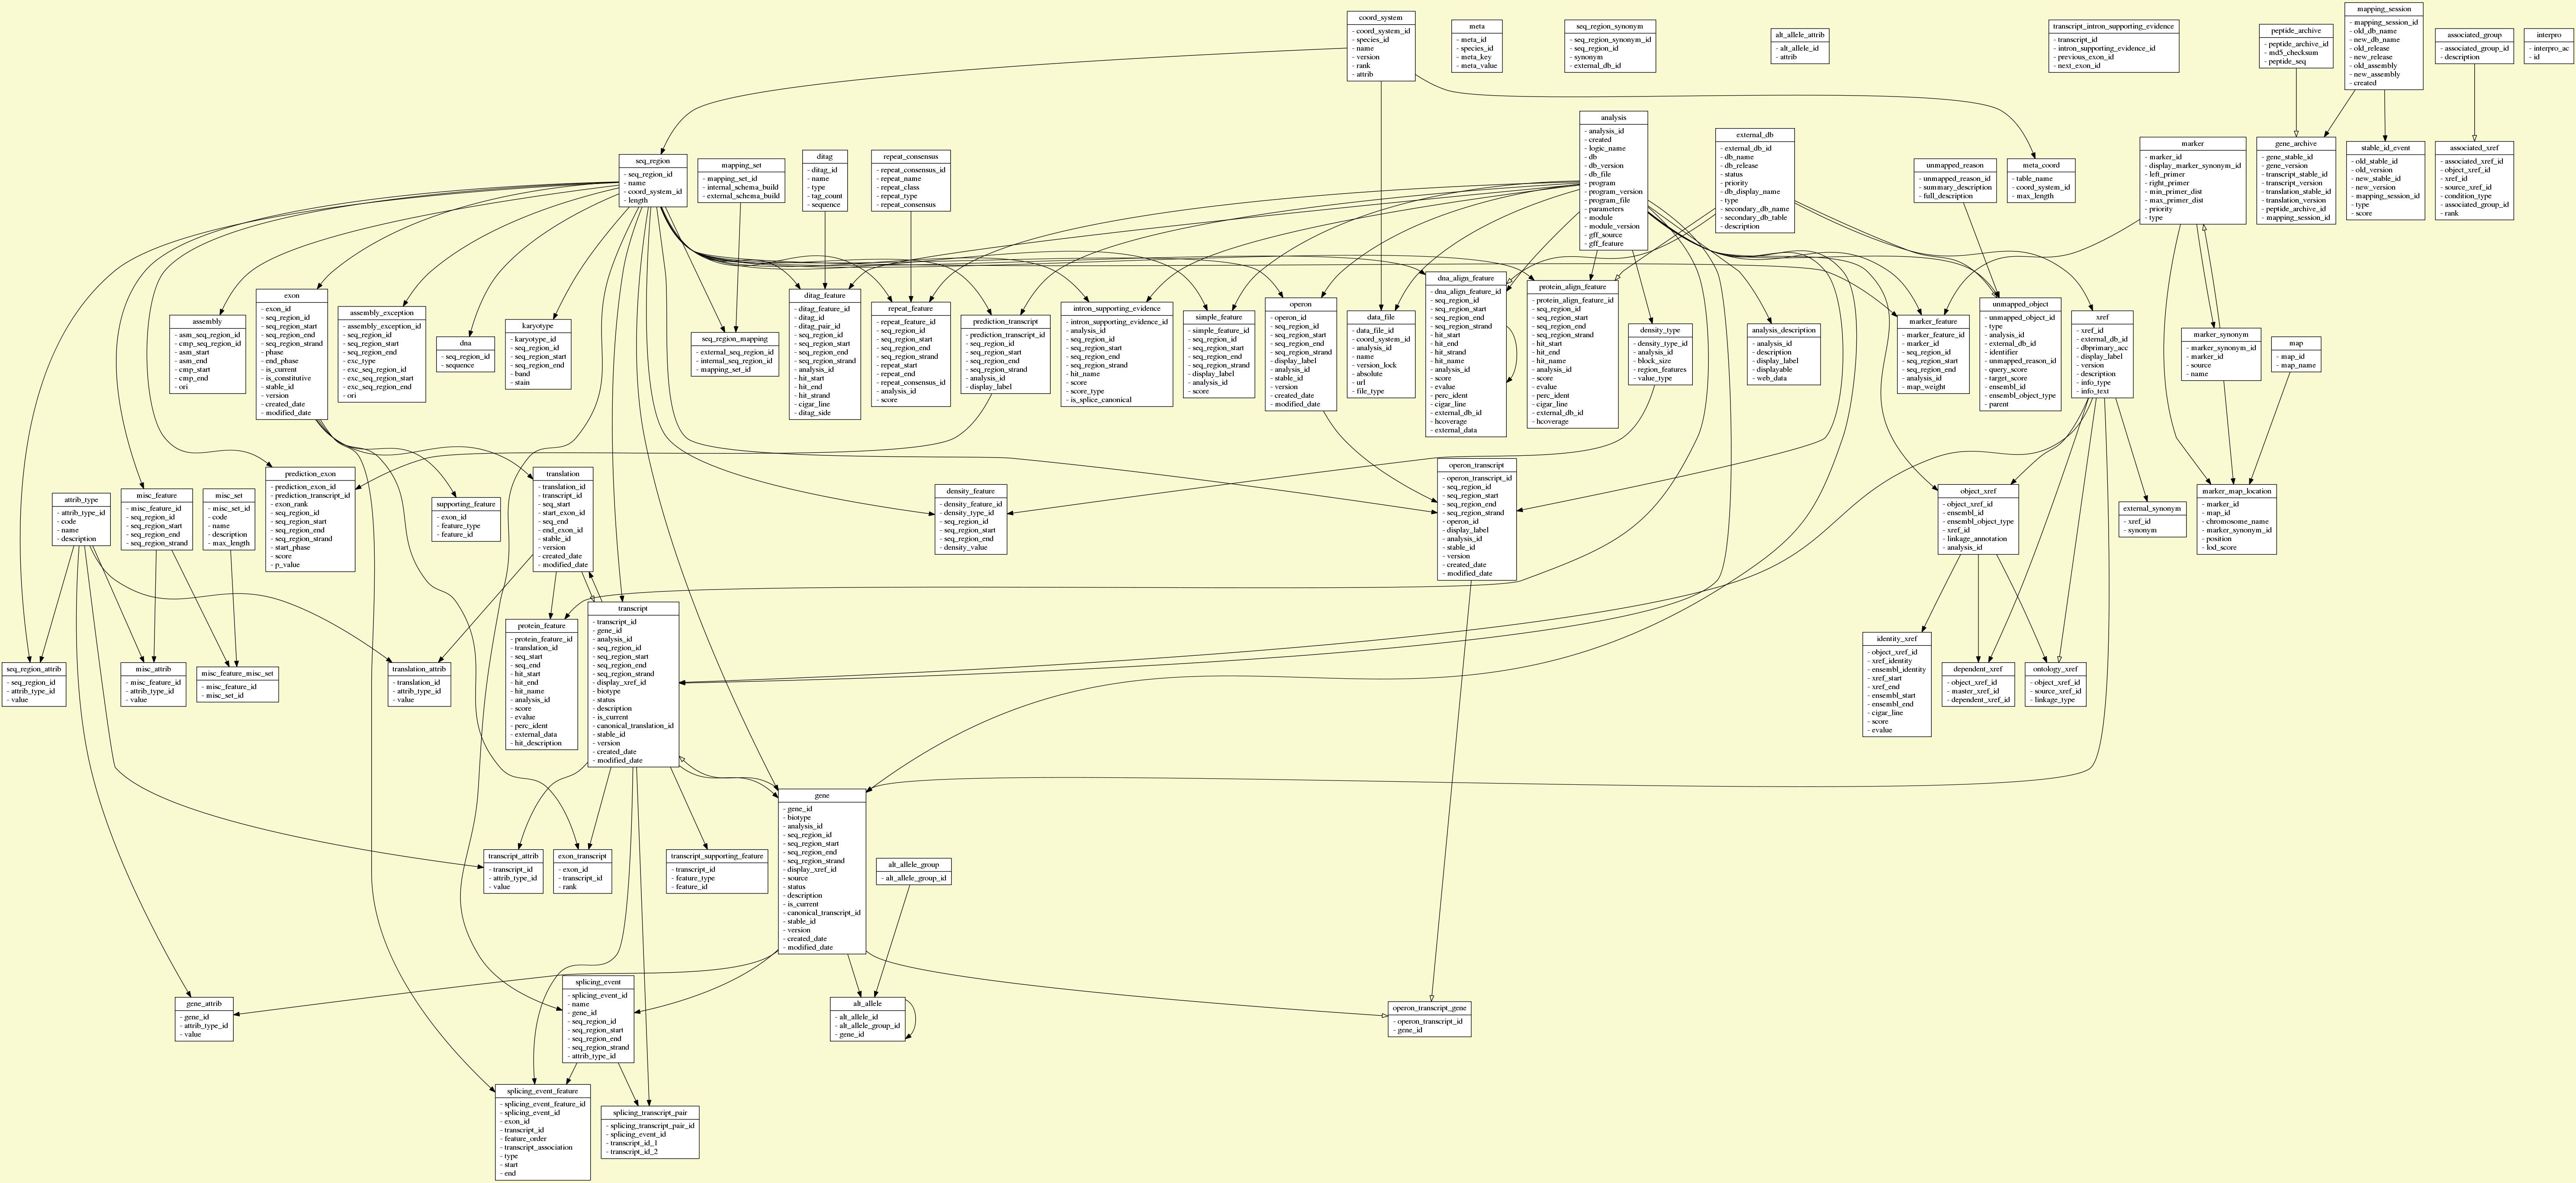 coord_system
- coord_system_id
- species_id
- name
- version
- rank
- attrib
meta
- meta_id
- species_id
- meta_key
- meta_value
seq_region_synonym
- seq_region_synonym_id
- seq_region_id
- synonym
- external_db_id
alt_allele_attrib
- alt_allele_id
- attrib
transcript_intron_supporting_evidence
- transcript_id
- intron_supporting_evidence_id
- previous_exon_id
- next_exon_id
peptide_archive
- peptide_archive_id
- md5_checksum
- peptide_seq
mapping_session
- mapping_session_id
- old_db_name
- new_db_name
- old_release
- new_release
- old_assembly
- new_assembly
- created
associated_group
- associated_group_id
- description
interpro
- interpro_ac
- id
seq_region
- seq_region_id
- name
- coord_system_id
- length
mapping_set
- mapping_set_id
- internal_schema_build
- external_schema_build
ditag
- ditag_id
- name
- type
- tag_count
- sequence
repeat_consensus
- repeat_consensus_id
- repeat_name
- repeat_class
- repeat_type
- repeat_consensus
analysis
- analysis_id
- created
- logic_name
- db
- db_version
- db_file
- program
- program_version
- program_file
- parameters
- module
- module_version
- gff_source
- gff_feature
external_db
- external_db_id
- db_name
- db_release
- status
- priority
- db_display_name
- type
- secondary_db_name
- secondary_db_table
- description
unmapped_reason
- unmapped_reason_id
- summary_description
- full_description
meta_coord
- table_name
- coord_system_id
- max_length
marker
- marker_id
- display_marker_synonym_id
- left_primer
- right_primer
- min_primer_dist
- max_primer_dist
- priority
- type
gene_archive
- gene_stable_id
- gene_version
- transcript_stable_id
- transcript_version
- translation_stable_id
- translation_version
- peptide_archive_id
- mapping_session_id
stable_id_event
- old_stable_id
- old_version
- new_stable_id
- new_version
- mapping_session_id
- type
- score
associated_xref
- associated_xref_id
- object_xref_id
- xref_id
- source_xref_id
- condition_type
- associated_group_id
- rank
assembly
- asm_seq_region_id
- cmp_seq_region_id
- asm_start
- asm_end
- cmp_start
- cmp_end
- ori
exon
- exon_id
- seq_region_id
- seq_region_start
- seq_region_end
- seq_region_strand
- phase
- end_phase
- is_current
- is_constitutive
- stable_id
- version
- created_date
- modified_date
assembly_exception
- assembly_exception_id
- seq_region_id
- seq_region_start
- seq_region_end
- exc_type
- exc_seq_region_id
- exc_seq_region_start
- exc_seq_region_end
- ori
dna
- seq_region_id
- sequence
karyotype
- karyotype_id
- seq_region_id
- seq_region_start
- seq_region_end
- band
- stain
seq_region_mapping
- external_seq_region_id
- internal_seq_region_id
- mapping_set_id
ditag_feature
- ditag_feature_id
- ditag_id
- ditag_pair_id
- seq_region_id
- seq_region_start
- seq_region_end
- seq_region_strand
- analysis_id
- hit_start
- hit_end
- hit_strand
- cigar_line
- ditag_side
repeat_feature
- repeat_feature_id
- seq_region_id
- seq_region_start
- seq_region_end
- seq_region_strand
- repeat_start
- repeat_end
- repeat_consensus_id
- analysis_id
- score
prediction_transcript
- prediction_transcript_id
- seq_region_id
- seq_region_start
- seq_region_end
- seq_region_strand
- analysis_id
- display_label
intron_supporting_evidence
- intron_supporting_evidence_id
- analysis_id
- seq_region_id
- seq_region_start
- seq_region_end
- seq_region_strand
- hit_name
- score
- score_type
- is_splice_canonical
simple_feature
- simple_feature_id
- seq_region_id
- seq_region_start
- seq_region_end
- seq_region_strand
- display_label
- analysis_id
- score
operon
- operon_id
- seq_region_id
- seq_region_start
- seq_region_end
- seq_region_strand
- display_label
- analysis_id
- stable_id
- version
- created_date
- modified_date
data_file
- data_file_id
- coord_system_id
- analysis_id
- name
- version_lock
- absolute
- url
- file_type
dna_align_feature
- dna_align_feature_id
- seq_region_id
- seq_region_start
- seq_region_end
- seq_region_strand
- hit_start
- hit_end
- hit_strand
- hit_name
- analysis_id
- score
- evalue
- perc_ident
- cigar_line
- external_db_id
- hcoverage
- external_data
protein_align_feature
- protein_align_feature_id
- seq_region_id
- seq_region_start
- seq_region_end
- seq_region_strand
- hit_start
- hit_end
- hit_name
- analysis_id
- score
- evalue
- perc_ident
- cigar_line
- external_db_id
- hcoverage
density_type
- density_type_id
- analysis_id
- block_size
- region_features
- value_type
analysis_description
- analysis_id
- description
- display_label
- displayable
- web_data
marker_feature
- marker_feature_id
- marker_id
- seq_region_id
- seq_region_start
- seq_region_end
- analysis_id
- map_weight
unmapped_object
- unmapped_object_id
- type
- analysis_id
- external_db_id
- identifier
- unmapped_reason_id
- query_score
- target_score
- ensembl_id
- ensembl_object_type
- parent
xref
- xref_id
- external_db_id
- dbprimary_acc
- display_label
- version
- description
- info_type
- info_text
marker_synonym
- marker_synonym_id
- marker_id
- source
- name
map
- map_id
- map_name
attrib_type
- attrib_type_id
- code
- name
- description
misc_feature
- misc_feature_id
- seq_region_id
- seq_region_start
- seq_region_end
- seq_region_strand
misc_set
- misc_set_id
- code
- name
- description
- max_length
prediction_exon
- prediction_exon_id
- prediction_transcript_id
- exon_rank
- seq_region_id
- seq_region_start
- seq_region_end
- seq_region_strand
- start_phase
- score
- p_value
supporting_feature
- exon_id
- feature_type
- feature_id
translation
- translation_id
- transcript_id
- seq_start
- start_exon_id
- seq_end
- end_exon_id
- stable_id
- version
- created_date
- modified_date
density_feature
- density_feature_id
- density_type_id
- seq_region_id
- seq_region_start
- seq_region_end
- density_value
operon_transcript
- operon_transcript_id
- seq_region_id
- seq_region_start
- seq_region_end
- seq_region_strand
- operon_id
- display_label
- analysis_id
- stable_id
- version
- created_date
- modified_date
object_xref
- object_xref_id
- ensembl_id
- ensembl_object_type
- xref_id
- linkage_annotation
- analysis_id
external_synonym
- xref_id
- synonym
marker_map_location
- marker_id
- map_id
- chromosome_name
- marker_synonym_id
- position
- lod_score
seq_region_attrib
- seq_region_id
- attrib_type_id
- value
misc_attrib
- misc_feature_id
- attrib_type_id
- value
misc_feature_misc_set
- misc_feature_id
- misc_set_id
translation_attrib
- translation_id
- attrib_type_id
- value
protein_feature
- protein_feature_id
- translation_id
- seq_start
- seq_end
- hit_start
- hit_end
- hit_name
- analysis_id
- score
- evalue
- perc_ident
- external_data
- hit_description
transcript
- transcript_id
- gene_id
- analysis_id
- seq_region_id
- seq_region_start
- seq_region_end
- seq_region_strand
- display_xref_id
- biotype
- status
- description
- is_current
- canonical_translation_id
- stable_id
- version
- created_date
- modified_date
identity_xref
- object_xref_id
- xref_identity
- ensembl_identity
- xref_start
- xref_end
- ensembl_start
- ensembl_end
- cigar_line
- score
- evalue
dependent_xref
- object_xref_id
- master_xref_id
- dependent_xref_id
ontology_xref
- object_xref_id
- source_xref_id
- linkage_type
transcript_attrib
- transcript_id
- attrib_type_id
- value
exon_transcript
- exon_id
- transcript_id
- rank
transcript_supporting_feature
- transcript_id
- feature_type
- feature_id
gene
- gene_id
- biotype
- analysis_id
- seq_region_id
- seq_region_start
- seq_region_end
- seq_region_strand
- display_xref_id
- source
- status
- description
- is_current
- canonical_transcript_id
- stable_id
- version
- created_date
- modified_date
alt_allele_group
- alt_allele_group_id
gene_attrib
- gene_id
- attrib_type_id
- value
splicing_event
- splicing_event_id
- name
- gene_id
- seq_region_id
- seq_region_start
- seq_region_end
- seq_region_strand
- attrib_type_id
alt_allele
- alt_allele_id
- alt_allele_group_id
- gene_id
operon_transcript_gene
- operon_transcript_id
- gene_id
splicing_event_feature
- splicing_event_feature_id
- splicing_event_id
- exon_id
- transcript_id
- feature_order
- transcript_association
- type
- start
- end
splicing_transcript_pair
- splicing_transcript_pair_id
- splicing_event_id
- transcript_id_1
- transcript_id_2